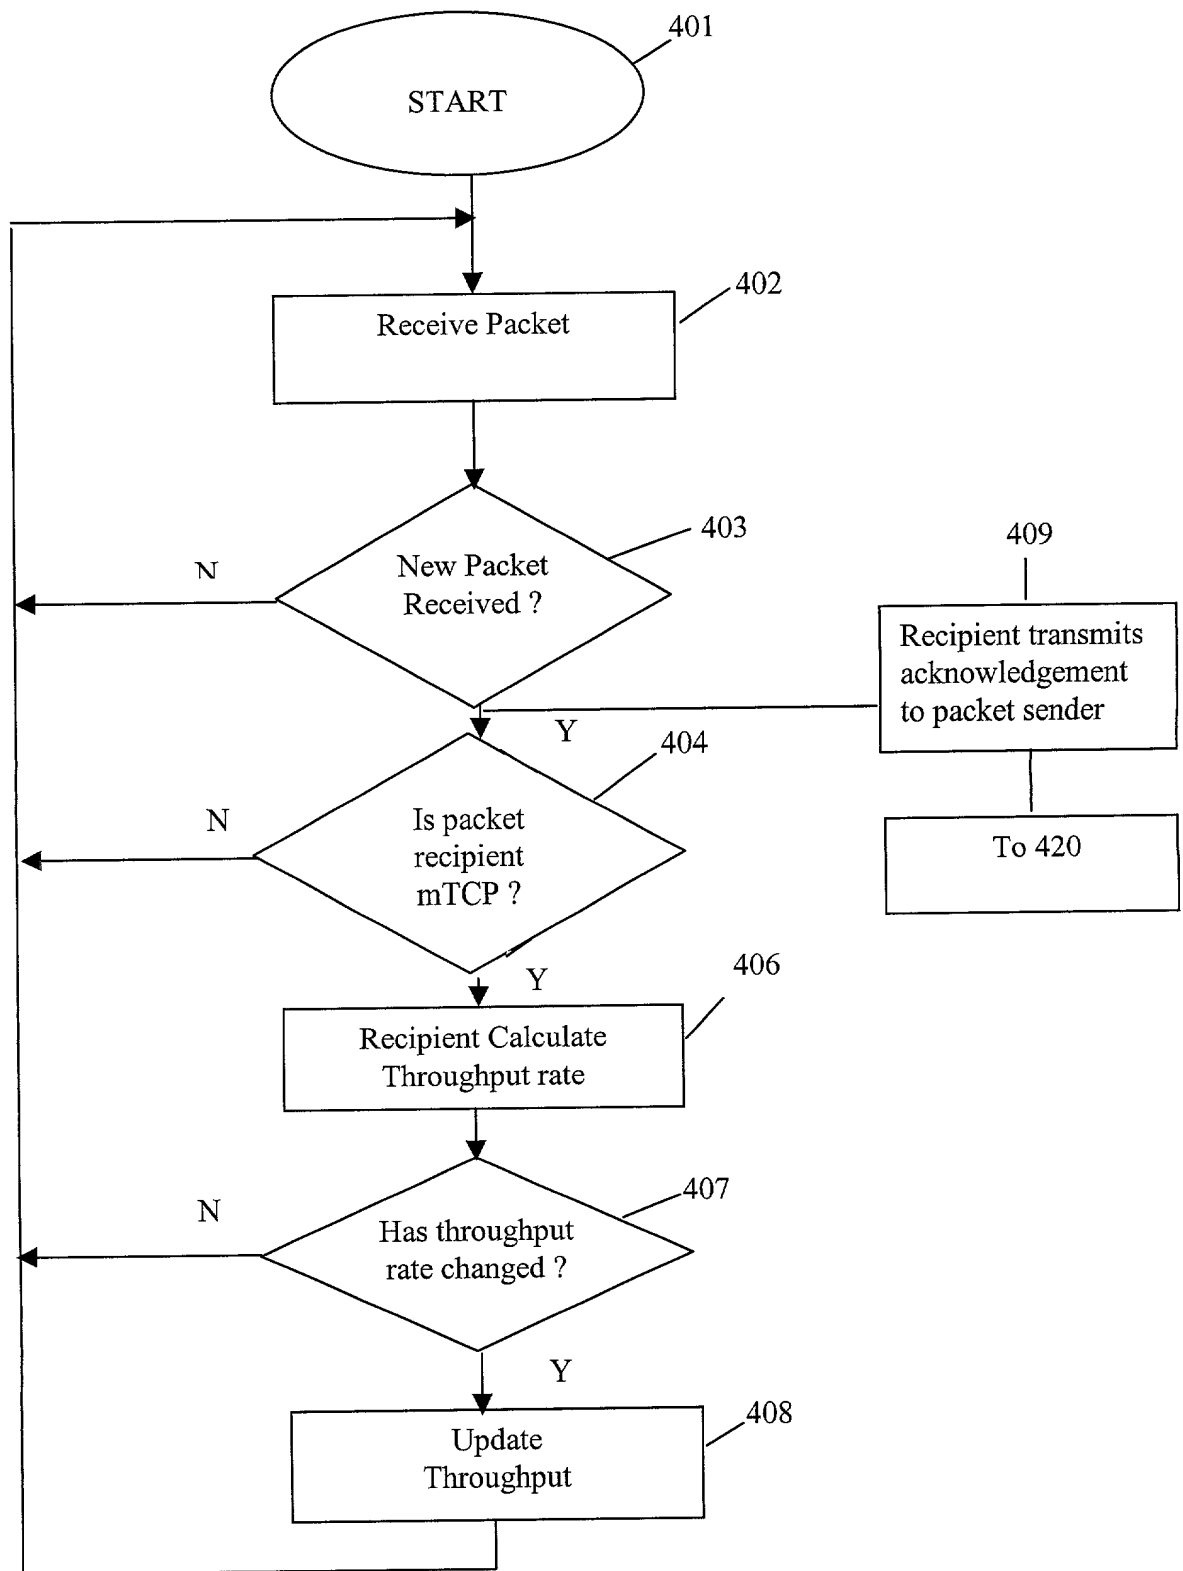 401
START
402
Receive Packet
403
New Packet
Received ?
N
409
Recipient transmits
acknowledgement
to packet sender
Y
404
N
Is packet
recipient
mTCP ?
To 420
Y
406
Recipient Calculate
Throughput rate
407
N
Has throughput
rate changed ?
Y
408
Update
Throughput